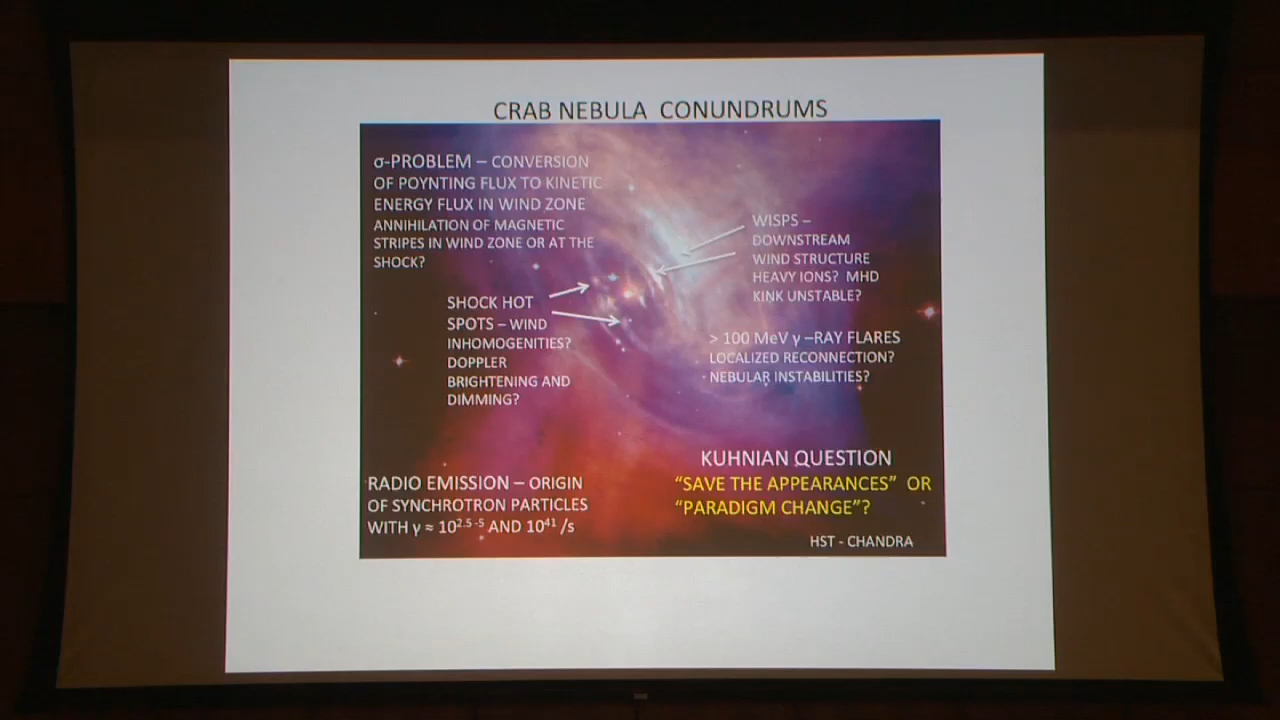 CRAB NEBULA CONUNDRUMS
σ-PROBLEM – CONVERSION
OF POYNTING FLUX TO KINETIC
ENERGY FLUX IN WIND ZONE
ANNIHILATION OF MAGNETIC
STRIPES IN WIND ZONE OR AT THE
SHOCK?
WISPS –
DOWNSTREAM
WIND STRUCTURE
HEAVY IONS? MHD
KINK UNSTABLE?
SHOCK HOT
SPOTS – WIND
INHOMOGENITIES?
DOPPLER
BRIGHTENING AND
DIMMING?
> 100 MeV γ –RAY FLARES
LOCALIZED RECONNECTION?
NEBULAR INSTABILITIES?
RADIO EMISSION – ORIGIN
OF SYNCHROTRON PARTICLES
WITH γ ≈ 10^2.5 -5 AND 10^41 /s
KUHNIAN QUESTION
“SAVE THE APPEARANCES” OR
“PARADIGM CHANGE”?
HST - CHANDRA